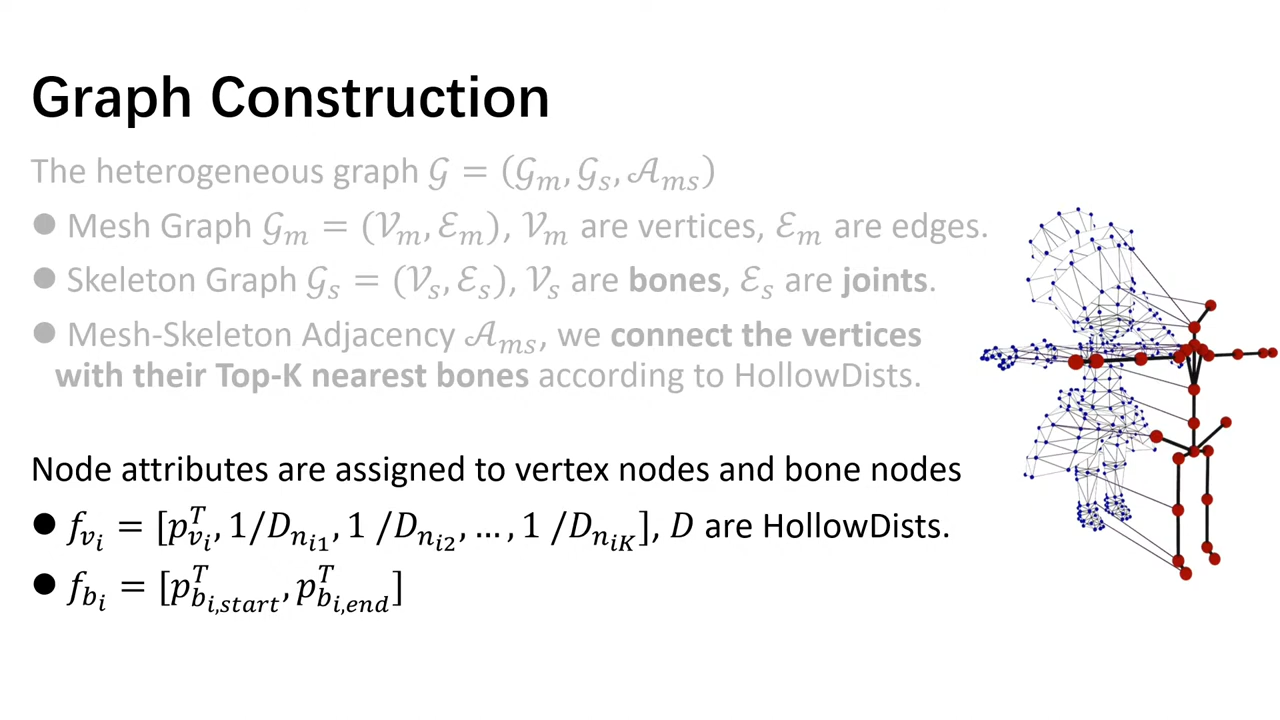 Graph Construction
The heterogeneous graph 𝒢 = (𝒢ₘ, 𝒢ₛ, 𝒜ₘₛ)
● Mesh Graph 𝒢ₘ = (𝒱ₘ, ℰₘ), 𝒱ₘ are vertices, ℰₘ are edges.
● Skeleton Graph 𝒢ₛ = (𝒱ₛ, ℰₛ), 𝒱ₛ are bones, ℰₛ are joints.
● Mesh-Skeleton Adjacency 𝒜ₘₛ, we connect the vertices
with their Top-K nearest bones according to HollowDists.
Node attributes are assigned to vertex nodes and bone nodes
● f_{v_i} = [p_{v_i}^T, 1/D_{n_{i1}}, 1 /D_{n_{i2}}, …, 1 /D_{n_{iK}}], D are HollowDists.
● f_{b_i} = [p_{b_{i,start}}^T, p_{b_{i,end}}^T]